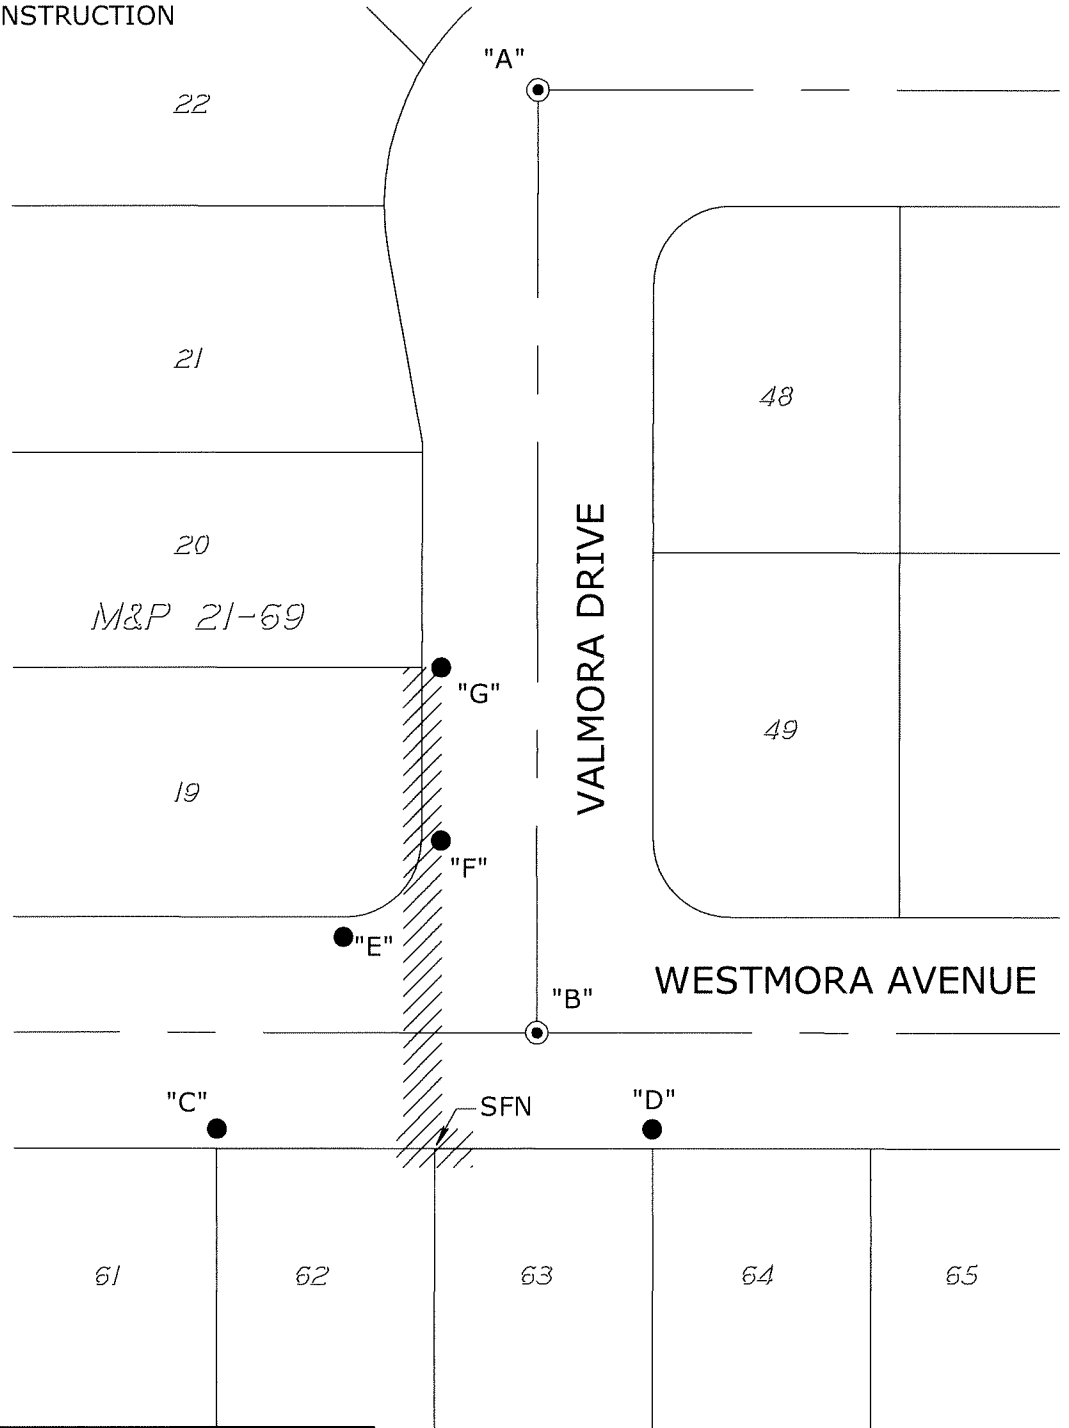 NSTRUCTION
"A"
22
21
48
20
VALMORA DRIVE
M&P 21-69
"G"
49
19
"F"
"E"
WESTMORA AVENUE
"B"
"C"
SFN
"D"
61
62
63
64
65